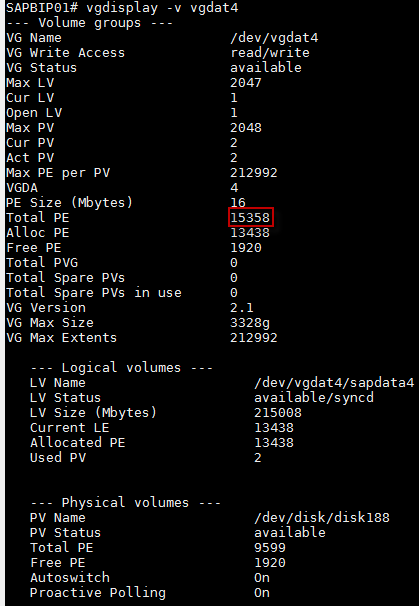 SAPBIP01# vgdisplay -v vgdat4
--- Volume groups ---
VG Name /dev/vgdat4
VG Write Access read/write
VG Status available
Max LV 2047
Cur LV 1
Open LV 1
Max PV 2048
Cur PV 2
Act PV 2
Max PE per PV 212992
VGDA 4
PE Size (Mbytes) 16
Total PE 15358
Alloc PE 13438
Free PE 1920
Total PVG 0
Total Spare PVs 0
Total Spare PVs in use 0
VG Version 2.1
VG Max Size 3328g
VG Max Extents 212992
--- Logical volumes ---
LV Name /dev/vgdat4/sapdata4
LV Status available/syncd
LV Size (Mbytes) 215008
Current LE 13438
Allocated PE 13438
Used PV 2
--- Physical volumes ---
PV Name /dev/disk/disk188
PV Status available
Total PE 9599
Free PE 1920
Autoswitch On
Proactive Polling On